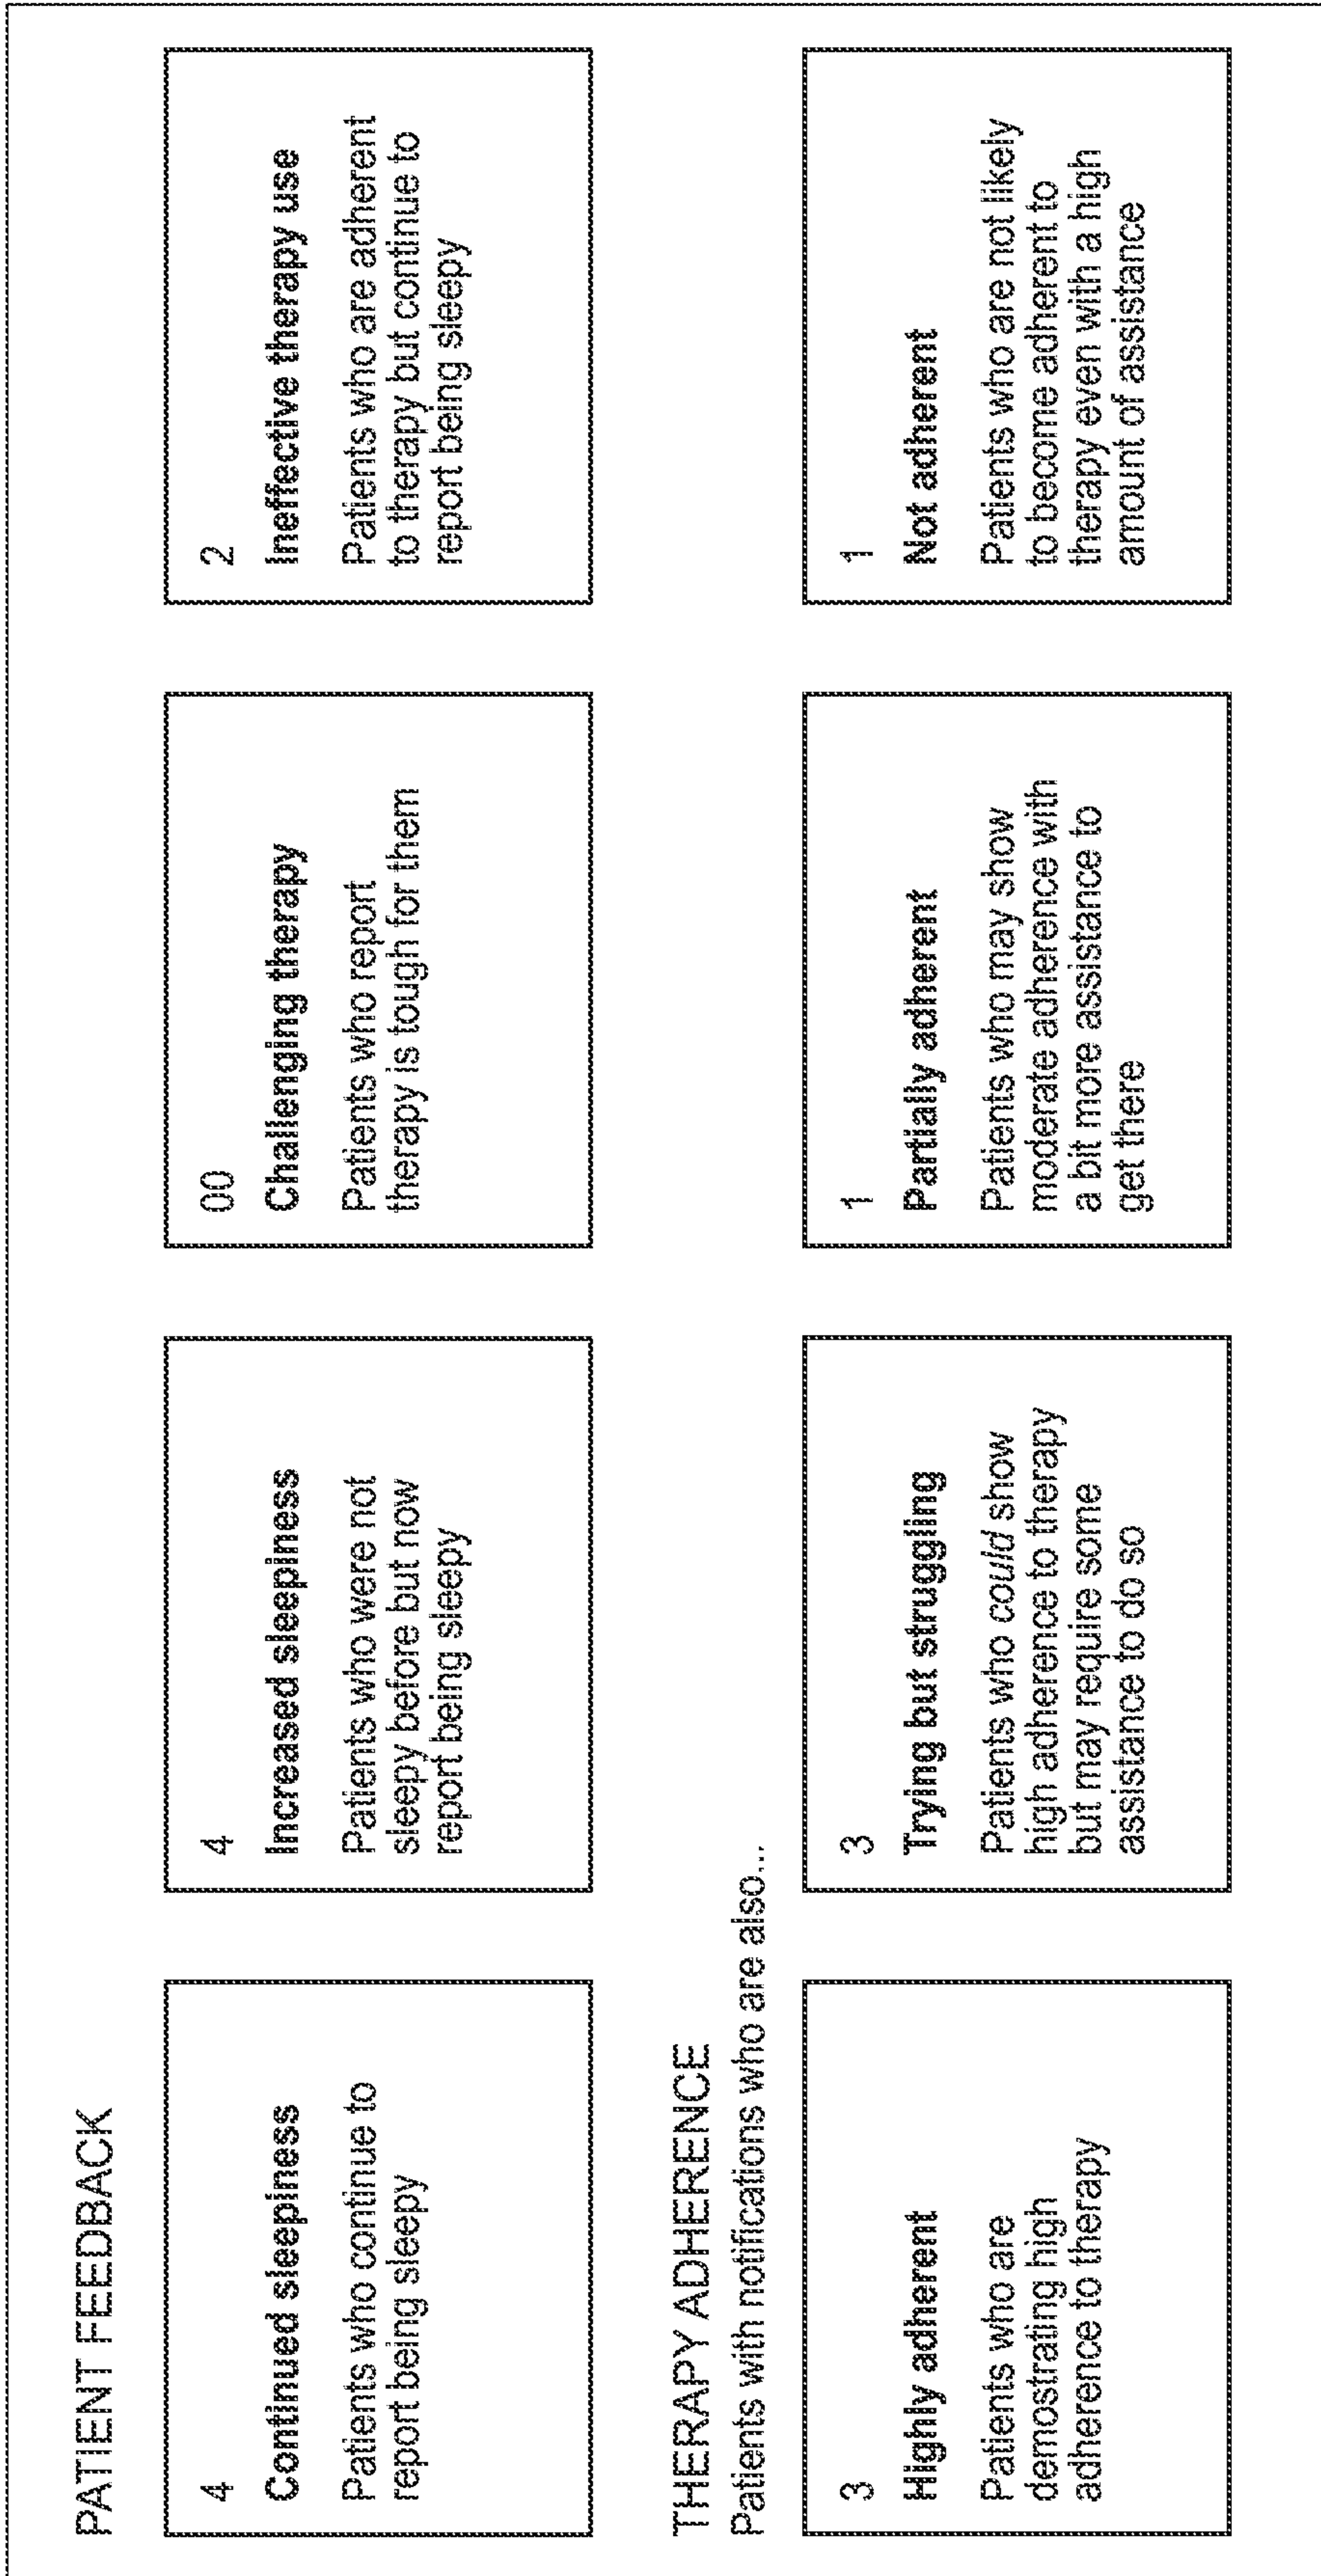 PATIENT FEEDBACK
4
Continued sleepiness
Patients who continue to
report being sleepy
4
Increased sleepiness
Patients who were not
sleepy before but now
report being sleepy
00
Challenging therapy
Patients who report
therapy is tough for them
2
Ineffective therapy use
Patients who are adherent
to therapy but continue to
report being sleepy
THERAPY ADHERENCE
Patients with notifications who are also...
3
Highly adherent
Patients who are
demostrating high
adherence to therapy
3
Trying but struggling
Patients who could show
high adherence to therapy
but may require some
assistance to do so
1
Partially adherent
Patients who may show
moderate adherence with
a bit more assistance to
get there
1
Not adherent
Patients who are not likely
to become adherent to
therapy even with a high
amount of assistance